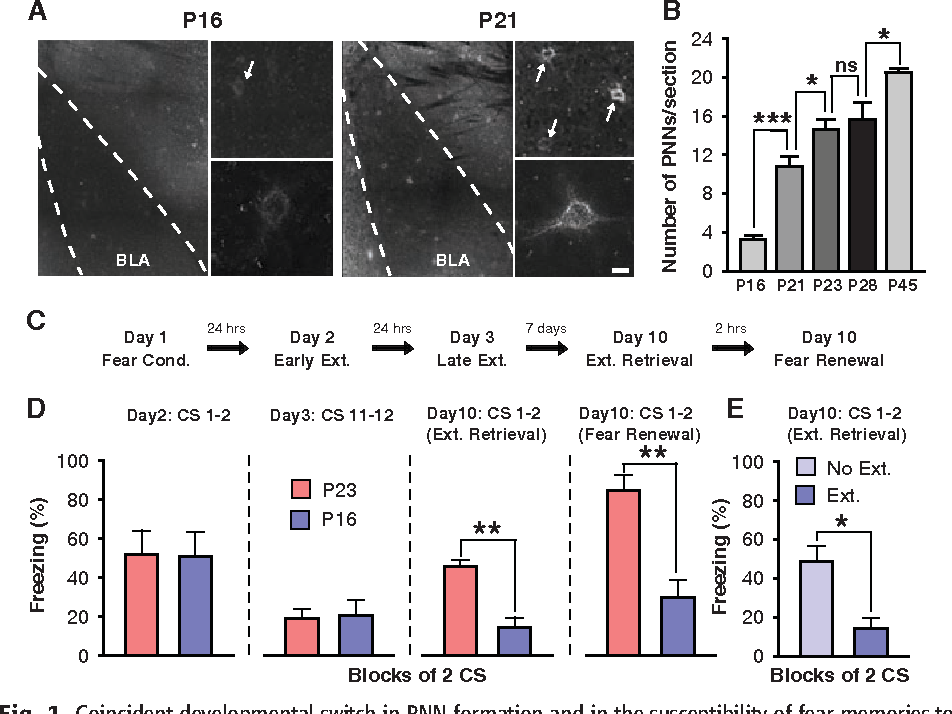 A
P16
P21
BLA
BLA
B
Number of PNNs/section
24
20
16
12
8
4
0
***
*
ns
*
P16 P21 P23 P28 P45
C
Day 1
Fear Cond.
24 hrs
Day 2
Early Ext.
24 hrs
Day 3
Late Ext.
7 days
Day 10
Ext. Retrieval
2 hrs
Day 10
Fear Renewal
D
Day2: CS 1-2
Day3: CS 11-12
Day10: CS 1-2
(Ext. Retrieval)
Day10: CS 1-2
(Fear Renewal)
Freezing (%)
100
80
60
40
20
0
P23
P16
**
**
Blocks of 2 CS
E
Day10: CS 1-2
(Ext. Retrieval)
Freezing (%)
100
80
60
40
20
0
No Ext.
Ext.
*
Blocks of 2 CS
Fig. 1. Coincident developmental switch in PNN formation and in the susceptibility of fear memories to